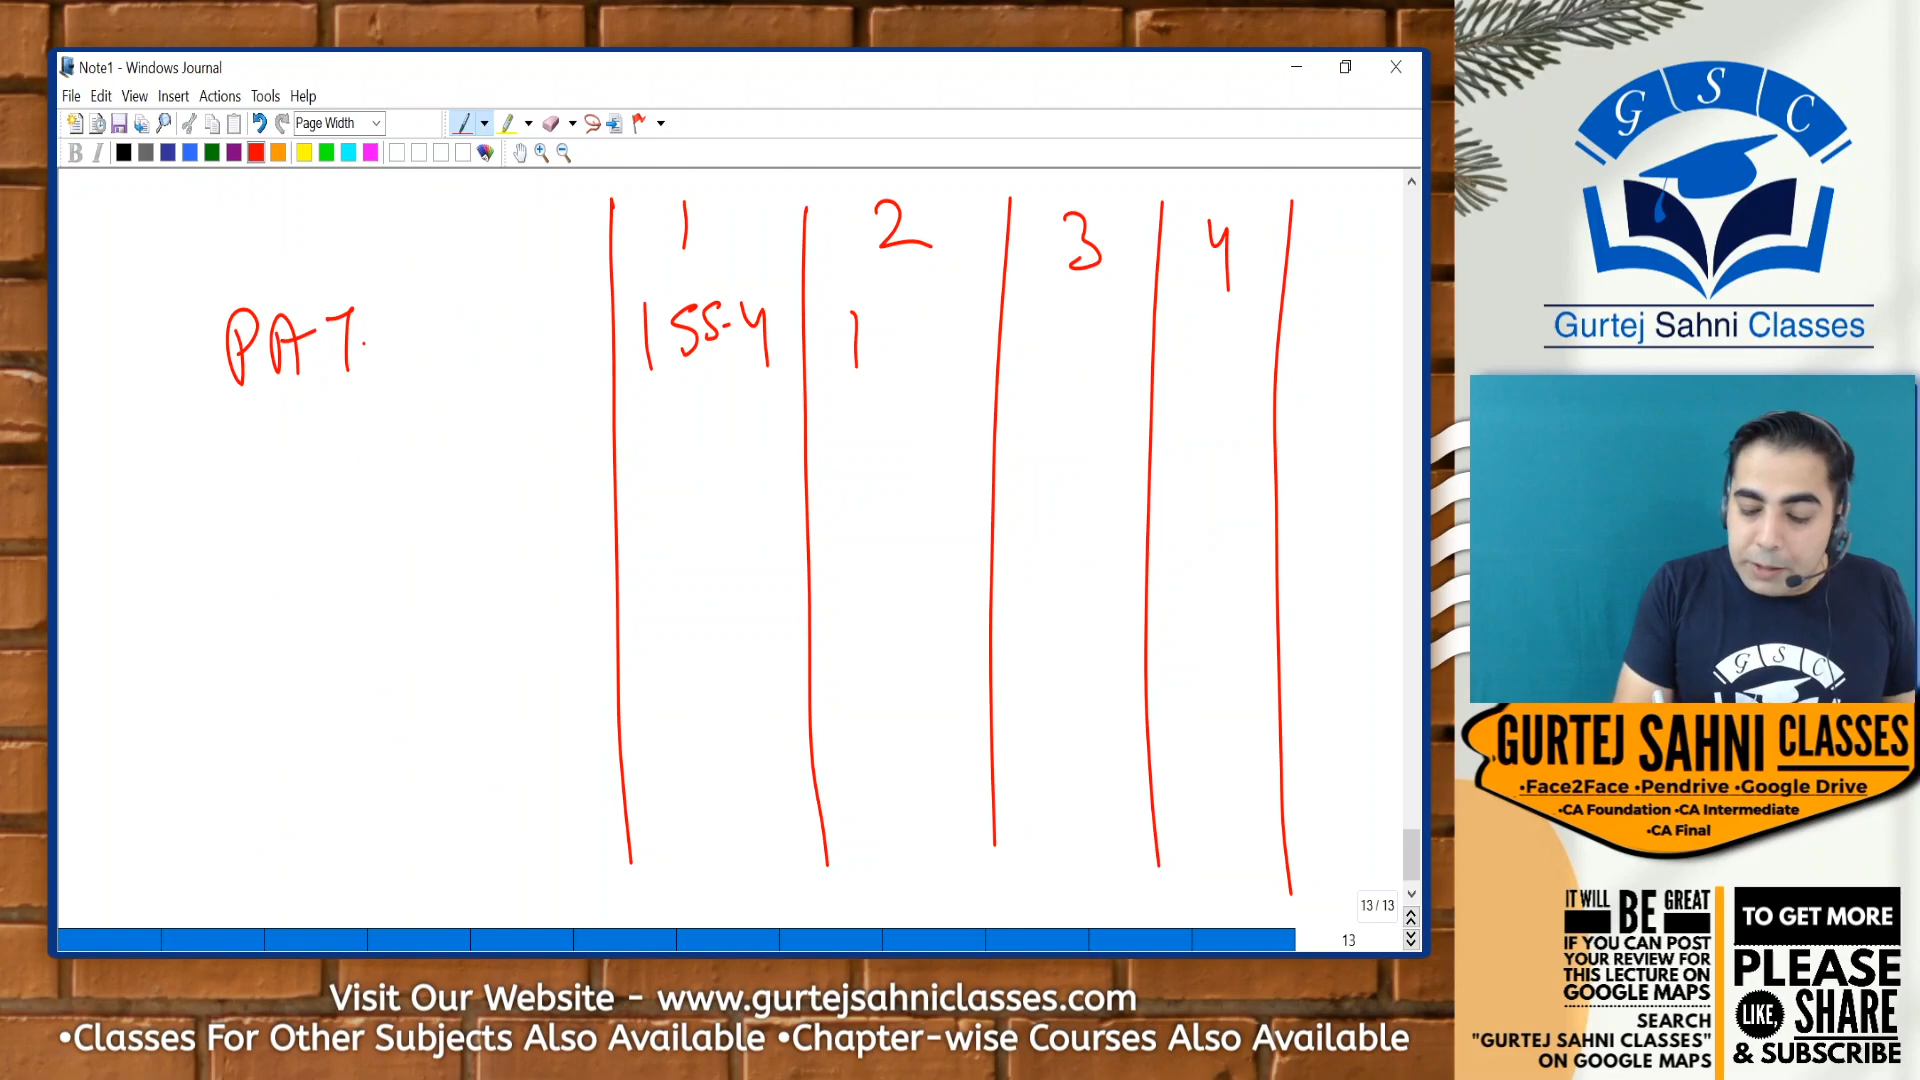 Note1 - Windows Journal
File Edit View Insert Actions Tools Help
Page Width
B I
1 2 3 4
PAT. 155.4 1
13 / 13
13
G S C
Gurtej Sahni Classes
G S C
GURTEJ SAHNI CLASSES
•Face2Face •Pendrive •Google Drive
•CA Foundation •CA Intermediate
•CA Final
IT WILL BE GREAT
IF YOU CAN POST
YOUR REVIEW FOR
THIS LECTURE ON
GOOGLE MAPS
SEARCH
"GURTEJ SAHNI CLASSES"
ON GOOGLE MAPS
TO GET MORE
PLEASE
LIKE, SHARE
& SUBSCRIBE
Visit Our Website - www.gurtejsahniclasses.com
•Classes For Other Subjects Also Available •Chapter-wise Courses Also Available